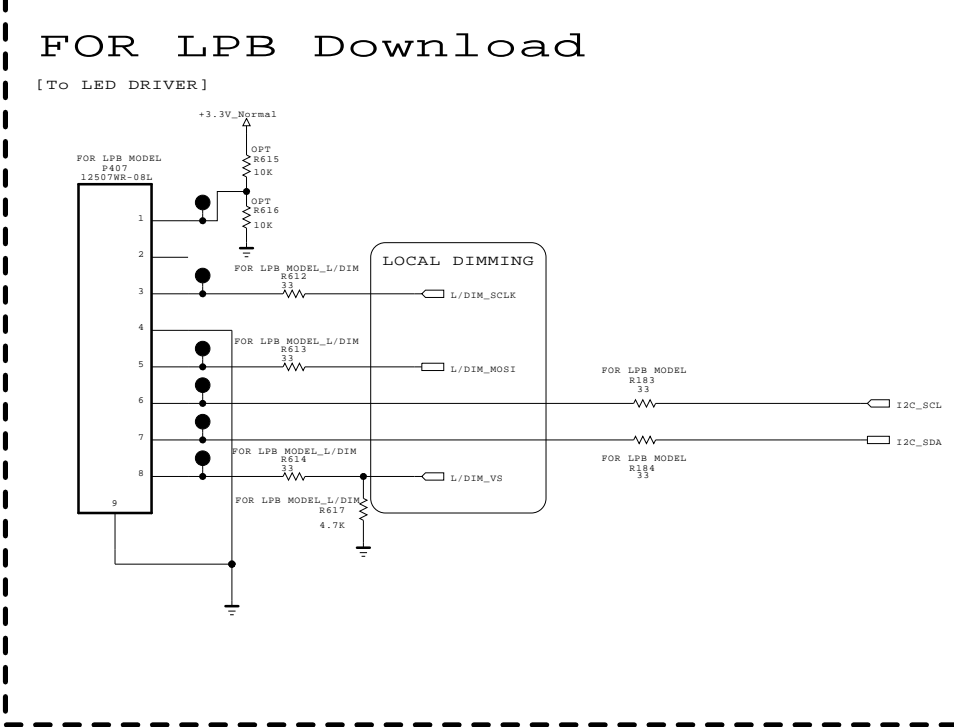 FOR LPB Download
[To LED DRIVER]
+3.3V_Normal
FOR LPB MODEL
P407
12507WR-08L
OPT
R615
10K
OPT
R616
10K
1
2
3
4
5
6
7
8
9
LOCAL DIMMING
FOR LPB MODEL_L/DIM
R612
33
L/DIM_SCLK
FOR LPB MODEL_L/DIM
R613
33
L/DIM_MOSI
FOR LPB MODEL
R183
33
I2C_SCL
I2C_SDA
FOR LPB MODEL
R184
33
FOR LPB MODEL_L/DIM
R614
33
L/DIM_VS
FOR LPB MODEL_L/DIM
R617
4.7K